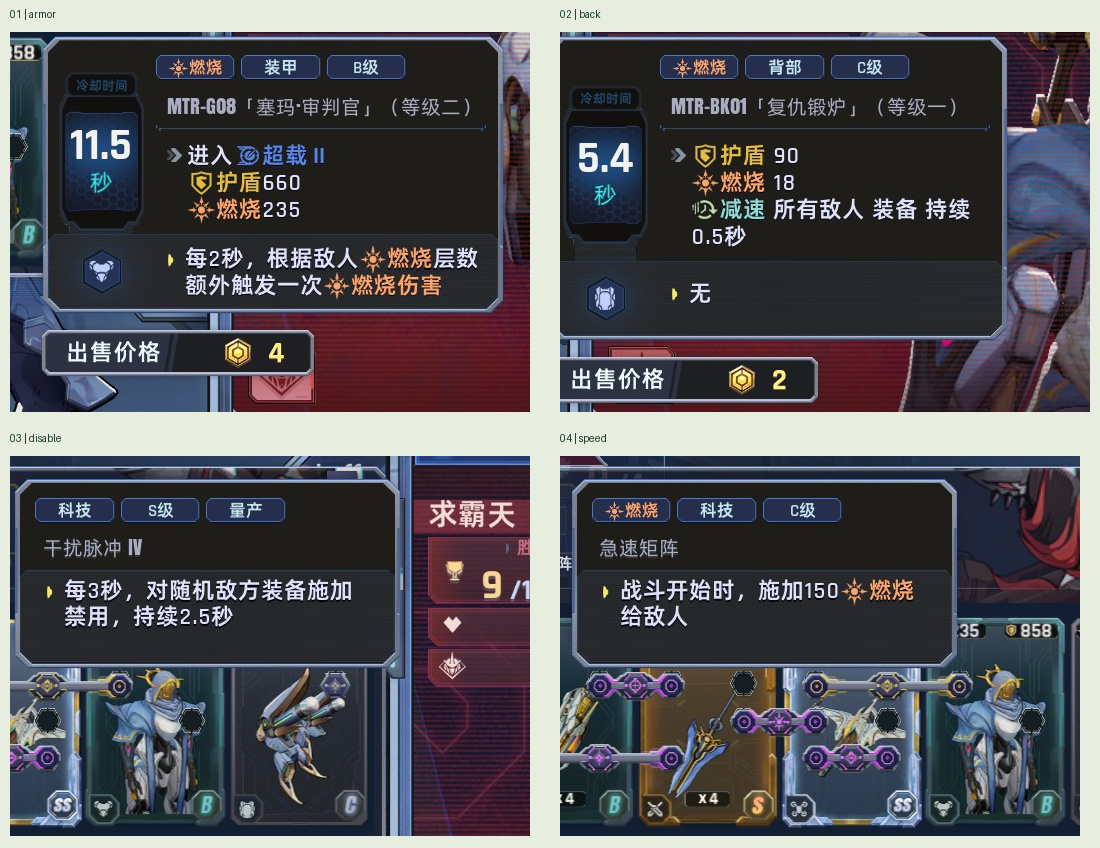 01 | armor
358
燃烧 装甲 B级
冷却时间
MTR-G08「塞玛·审判官」（等级二）
11.5
秒
进入 超载 II
护盾660
燃烧235
B
每2秒，根据敌人燃烧层数
额外触发一次燃烧伤害
出售价格 4
02 | back
燃烧 背部 C级
冷却时间
MTR-BK01「复仇锻炉」（等级一）
5.4
秒
护盾 90
燃烧 18
减速 所有敌人 装备 持续
0.5秒
无
出售价格 2
03 | disable
科技 S级 量产
干扰脉冲 IV
每3秒，对随机敌方装备施加
禁用，持续2.5秒
求霸天
胜
9 /1
SS B C
04 | speed
燃烧 科技 C级
急速矩阵
阵
战斗开始时，施加150燃烧
给敌人
235 858
x4 B x4 S SS B